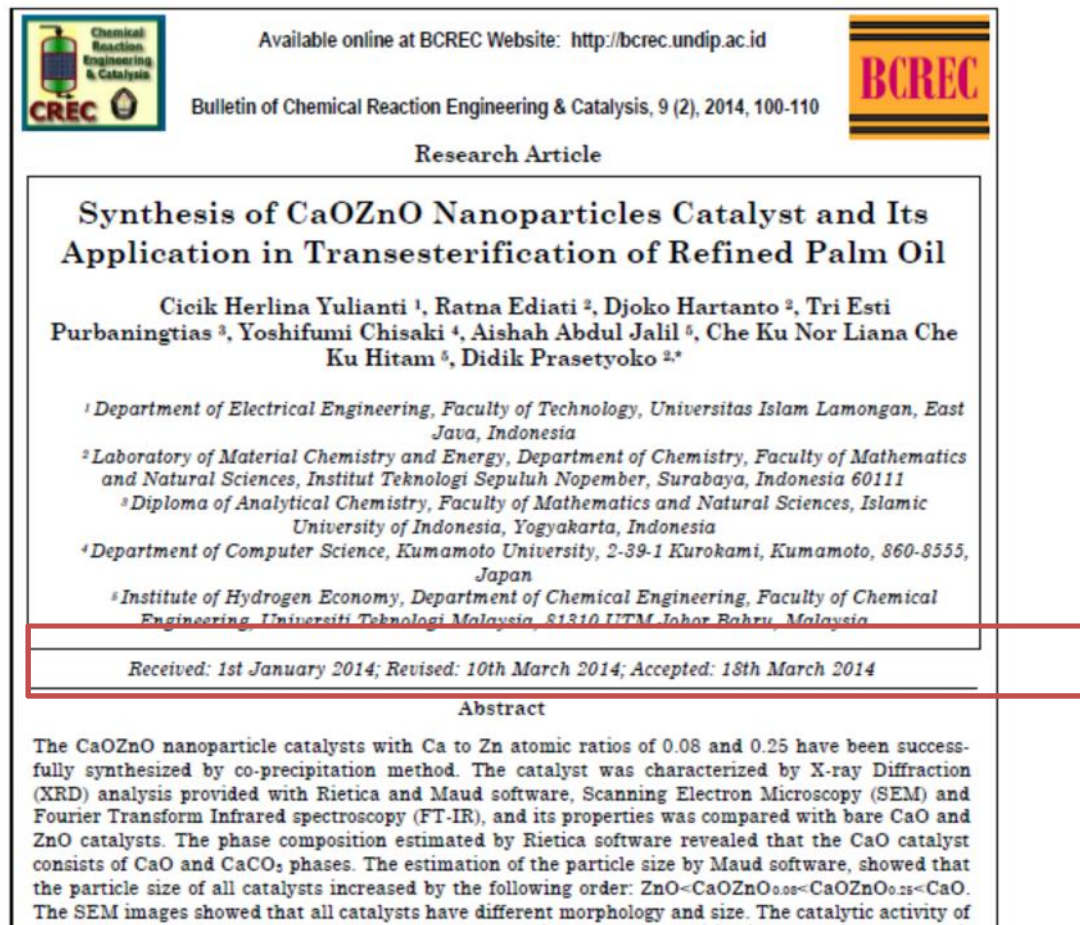 Chemical
Reaction
Engineering
& Catalysis
CREC
Available online at BCREC Website: http://bcrec.undip.ac.id
Bulletin of Chemical Reaction Engineering & Catalysis, 9 (2), 2014, 100-110
BCREC
Research Article
Synthesis of CaOZnO Nanoparticles Catalyst and Its
Application in Transesterification of Refined Palm Oil
Cicik Herlina Yulianti ¹, Ratna Ediati ², Djoko Hartanto ², Tri Esti
Purbaningtias ³, Yoshifumi Chisaki ⁴, Aishah Abdul Jalil ⁵, Che Ku Nor Liana Che
Ku Hitam ⁵, Didik Prasetyoko ²,*
¹ Department of Electrical Engineering, Faculty of Technology, Universitas Islam Lamongan, East
Java, Indonesia
² Laboratory of Material Chemistry and Energy, Department of Chemistry, Faculty of Mathematics
and Natural Sciences, Institut Teknologi Sepuluh Nopember, Surabaya, Indonesia 60111
³ Diploma of Analytical Chemistry, Faculty of Mathematics and Natural Sciences, Islamic
University of Indonesia, Yogyakarta, Indonesia
⁴ Department of Computer Science, Kumamoto University, 2-39-1 Kurokami, Kumamoto, 860-8555,
Japan
⁵ Institute of Hydrogen Economy, Department of Chemical Engineering, Faculty of Chemical
Engineering, Universiti Teknologi Malaysia, 81310 UTM Johor Bahru, Malaysia
Received: 1st January 2014; Revised: 10th March 2014; Accepted: 18th March 2014
Abstract
The CaOZnO nanoparticle catalysts with Ca to Zn atomic ratios of 0.08 and 0.25 have been success-
fully synthesized by co-precipitation method. The catalyst was characterized by X-ray Diffraction
(XRD) analysis provided with Rietica and Maud software, Scanning Electron Microscopy (SEM) and
Fourier Transform Infrared spectroscopy (FT-IR), and its properties was compared with bare CaO and
ZnO catalysts. The phase composition estimated by Rietica software revealed that the CaO catalyst
consists of CaO and CaCO₃ phases. The estimation of the particle size by Maud software, showed that
the particle size of all catalysts increased by the following order: ZnO<CaOZnO₀.₀₈<CaOZnO₀.₂₅<CaO.
The SEM images showed that all catalysts have different morphology and size. The catalytic activity of